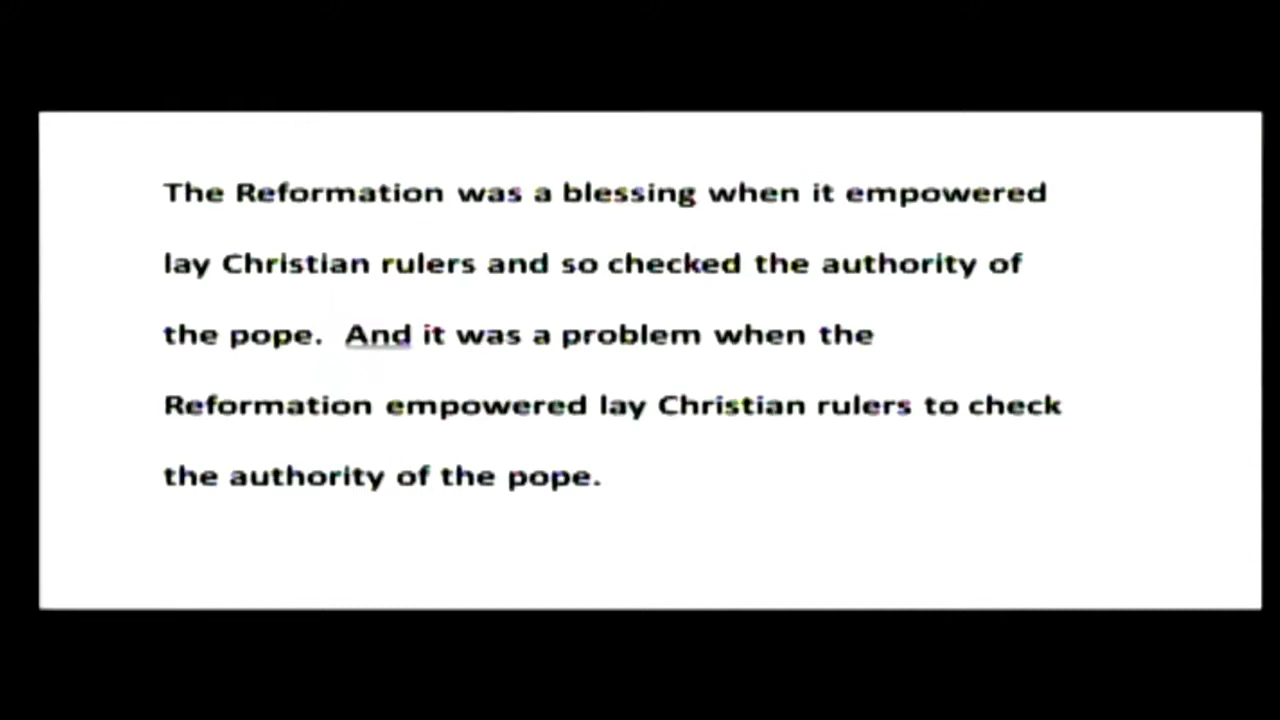 The Reformation was a blessing when it empowered
lay Christian rulers and so checked the authority of
the pope.  And it was a problem when the
Reformation empowered lay Christian rulers to check
the authority of the pope.